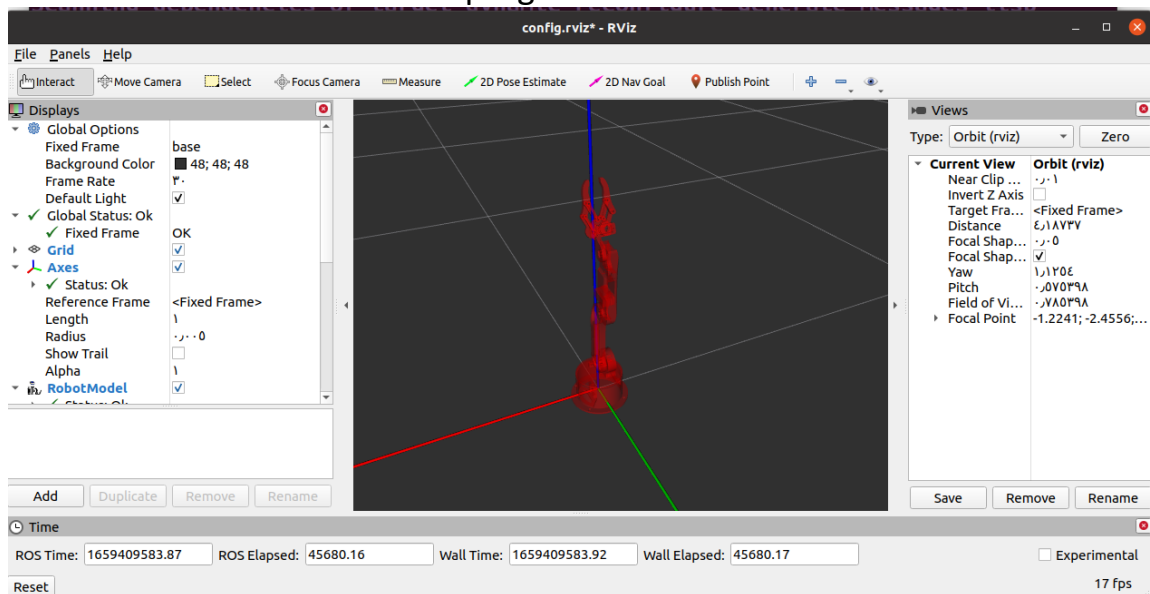 config.rviz* - RViz
File Panels Help
Interact Move Camera Select Focus Camera Measure 2D Pose Estimate 2D Nav Goal Publish Point
Displays
Global Options
Fixed Frame base
Background Color 48; 48; 48
Frame Rate ٣٠
Default Light
Global Status: Ok
Fixed Frame OK
Grid
Axes
Status: Ok
Reference Frame <Fixed Frame>
Length ١
Radius ٠٫٠٠٥
Show Trail
Alpha ١
RobotModel
Status: Ok
Add Duplicate Remove Rename
Views
Type: Orbit (rviz) Zero
Current View Orbit (rviz)
Near Clip ... ٠٫٠١
Invert Z Axis
Target Fra... <Fixed Frame>
Distance ٤٫١٨٧٣٧
Focal Shap... ٠٫٠٥
Focal Shap...
Yaw ١٫١٢٥٤
Pitch ٠٫٥٧٥٣٩٨
Field of Vi... ٠٫٧٨٥٣٩٨
Focal Point -1.2241; -2.4556;...
Save Remove Rename
Time
ROS Time: 1659409583.87 ROS Elapsed: 45680.16 Wall Time: 1659409583.92 Wall Elapsed: 45680.17 Experimental
Reset 17 fps